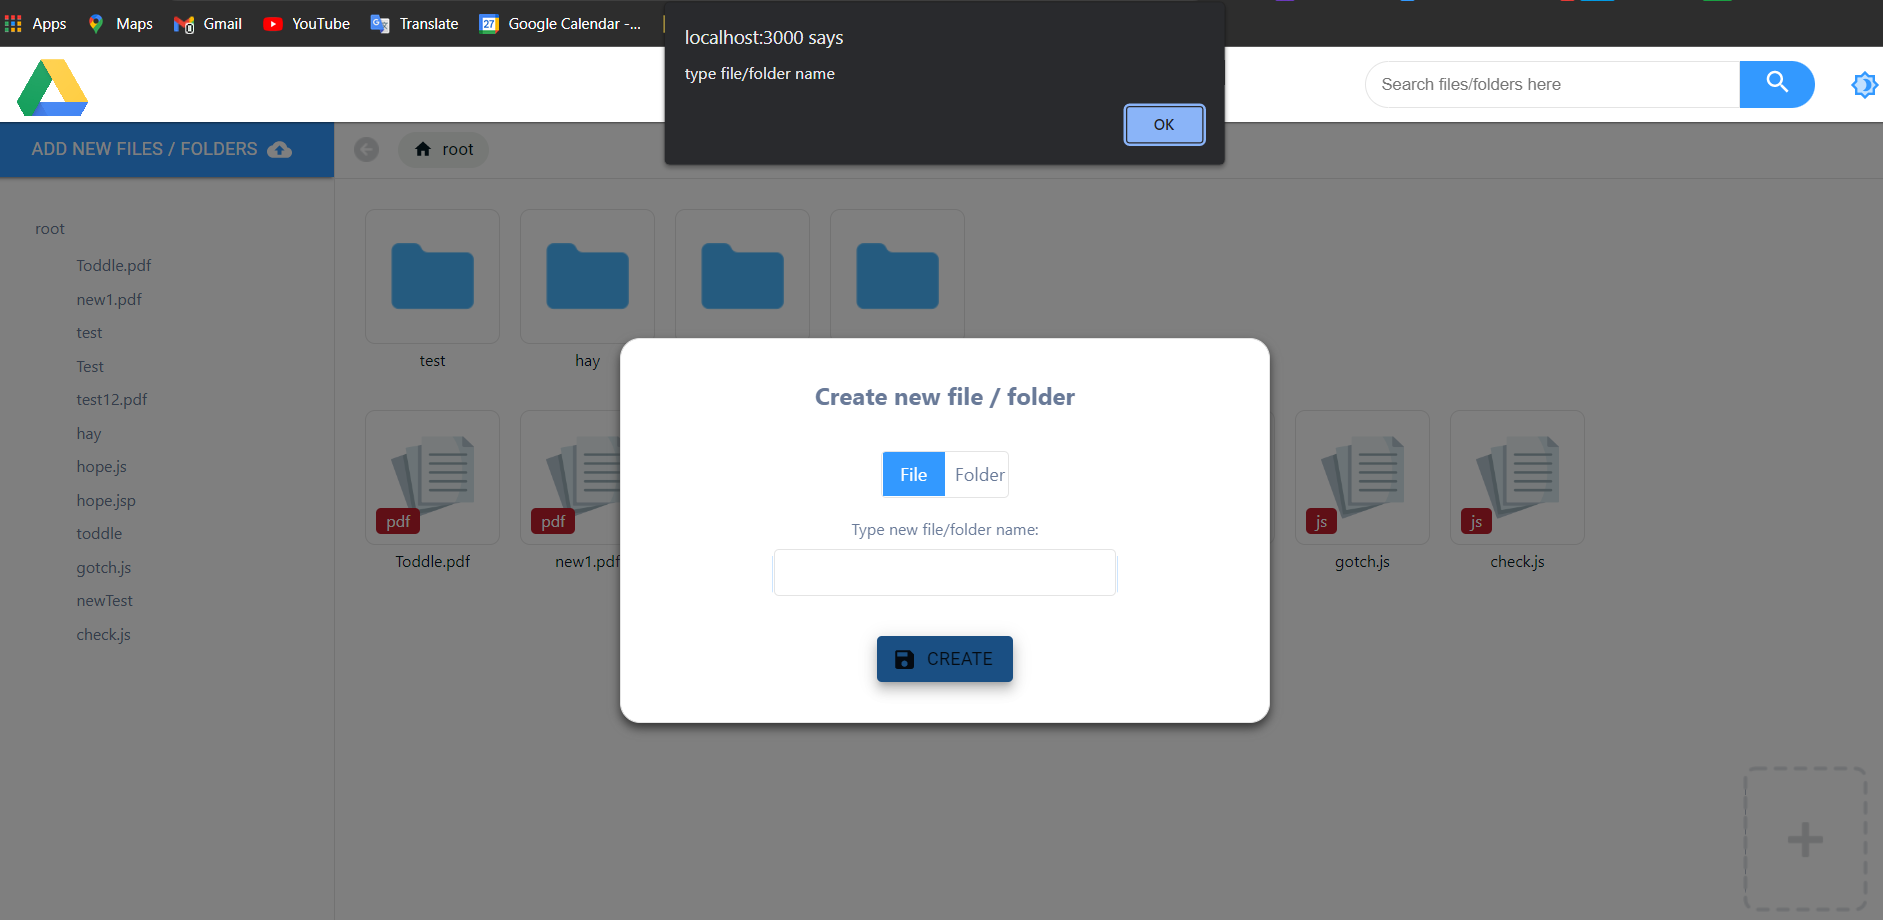 Apps Maps Gmail YouTube Translate 27 Google Calendar -...
localhost:3000 says
type file/folder name
OK
Search files/folders here
ADD NEW FILES / FOLDERS
root
root
Toddle.pdf
new1.pdf
test
Test
test12.pdf
hay
hope.js
hope.jsp
toddle
gotch.js
newTest
check.js
test
hay
pdf
Toddle.pdf
pdf
new1.pdf
js
gotch.js
js
check.js
Create new file / folder
File Folder
Type new file/folder name:
CREATE